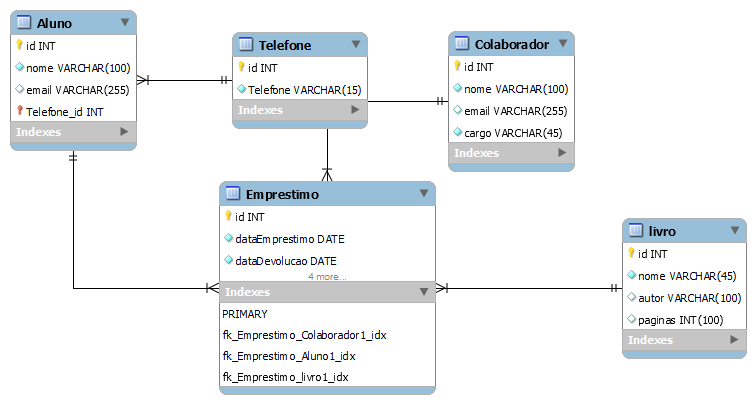 Aluno
id INT
nome VARCHAR(100)
email VARCHAR(255)
Telefone_id INT
Indexes
Telefone
id INT
Telefone VARCHAR(15)
Indexes
Colaborador
id INT
nome VARCHAR(100)
email VARCHAR(255)
cargo VARCHAR(45)
Indexes
Emprestimo
id INT
dataEmprestimo DATE
dataDevolucao DATE
4 more...
Indexes
PRIMARY
fk_Emprestimo_Colaborador1_idx
fk_Emprestimo_Aluno1_idx
fk_Emprestimo_livro1_idx
livro
id INT
nome VARCHAR(45)
autor VARCHAR(100)
paginas INT(100)
Indexes